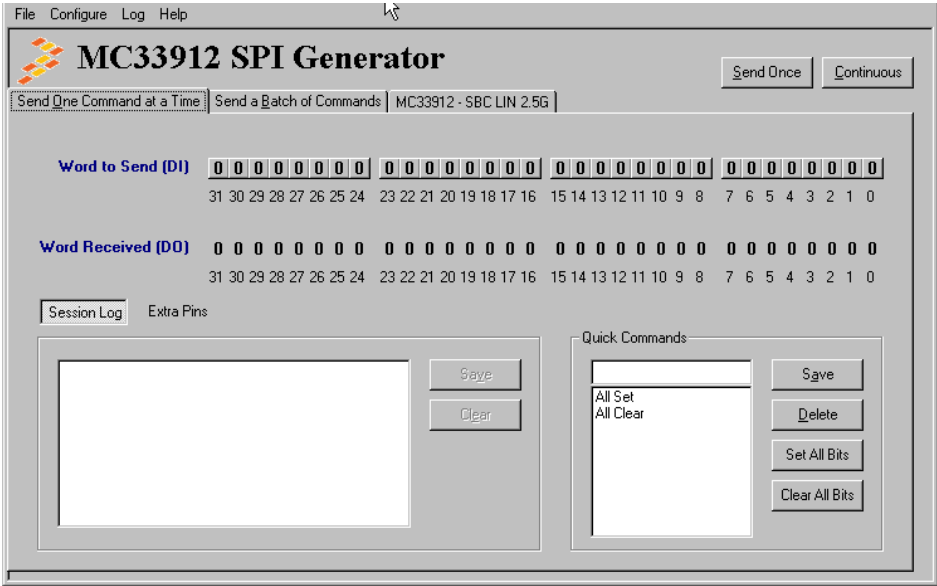 File Configure Log Help
MC33912 SPI Generator
Send Once Continuous
Send One Command at a Time Send a Batch of Commands MC33912 - SBC LIN 2.5G
Word to Send (DI) 0 0 0 0 0 0 0 0 0 0 0 0 0 0 0 0 0 0 0 0 0 0 0 0 0 0 0 0 0 0 0 0
31 30 29 28 27 26 25 24 23 22 21 20 19 18 17 16 15 14 13 12 11 10 9 8 7 6 5 4 3 2 1 0
Word Received (DO) 0 0 0 0 0 0 0 0 0 0 0 0 0 0 0 0 0 0 0 0 0 0 0 0 0 0 0 0 0 0 0 0
31 30 29 28 27 26 25 24 23 22 21 20 19 18 17 16 15 14 13 12 11 10 9 8 7 6 5 4 3 2 1 0
Session Log Extra Pins
Save
Clear
Quick Commands
All Set
All Clear
Save
Delete
Set All Bits
Clear All Bits